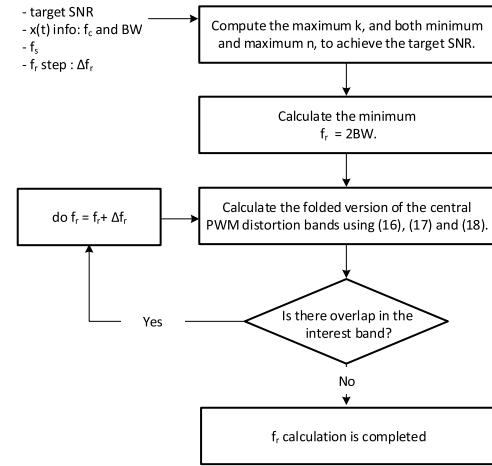 - target SNR
- x(t) info: fc and BW
- fs
- fr step : Δfr
Compute the maximum k, and both minimum
and maximum n, to achieve the target SNR.
Calculate the minimum
fr = 2BW.
do fr = fr+ Δfr
Calculate the folded version of the central
PWM distortion bands using (16), (17) and (18).
Is there overlap in the
interest band?
Yes
No
fr calculation is completed